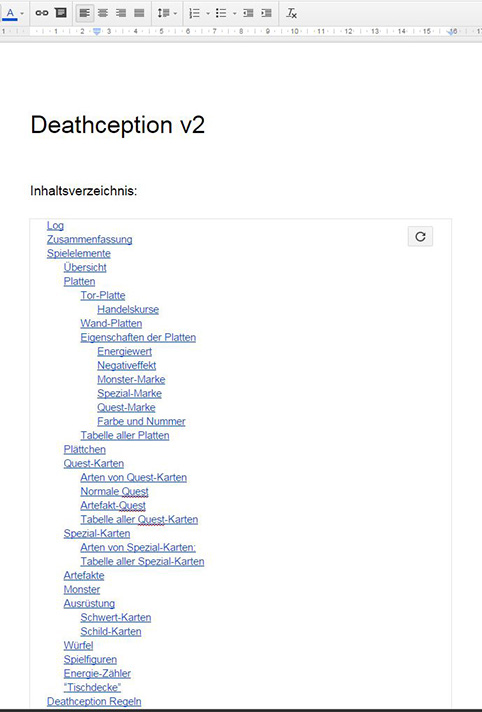 A
1 1 2 3 4 5 6 7 8 9 10 11 12 13 14 15 16 17
Deathception v2
Inhaltsverzeichnis:
Log
Zusammenfassung
Spielelemente
Übersicht
Platten
Tor-Platte
Handelskurse
Wand-Platten
Eigenschaften der Platten
Energiewert
Negativeffekt
Monster-Marke
Spezial-Marke
Quest-Marke
Farbe und Nummer
Tabelle aller Platten
Plättchen
Quest-Karten
Arten von Quest-Karten
Normale Quest
Artefakt-Quest
Tabelle aller Quest-Karten
Spezial-Karten
Arten von Spezial-Karten:
Tabelle aller Spezial-Karten
Artefakte
Monster
Ausrüstung
Schwert-Karten
Schild-Karten
Würfel
Spielfiguren
Energie-Zähler
"Tischdecke"
Deathception Regeln